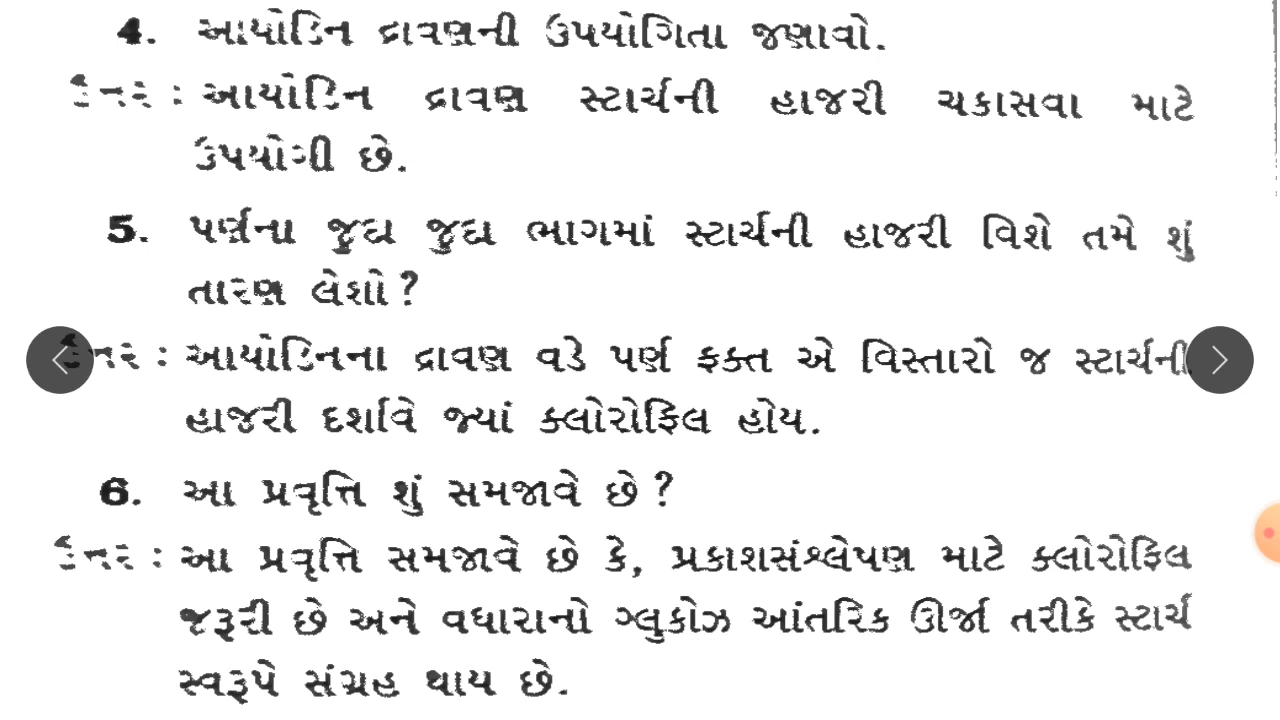 4. આયોડિન દ્રાવણની ઉપયોગિતા જણાવો.
ઉત્તર : આયોડિન દ્રાવણ સ્ટાર્ચની હાજરી ચકાસવા માટે
ઉપયોગી છે.
5. પર્ણના જુદા જુદા ભાગમાં સ્ટાર્ચની હાજરી વિશે તમે શું
તારણ લેશો ?
ઉત્તર : આયોડિનના દ્રાવણ વડે પર્ણ ફક્ત એ વિસ્તારો જ સ્ટાર્ચની
હાજરી દર્શાવે જ્યાં ક્લોરોફિલ હોય.
6. આ પ્રવૃત્તિ શું સમજાવે છે ?
ઉત્તર : આ પ્રવૃત્તિ સમજાવે છે કે, પ્રકાશસંશ્લેષણ માટે ક્લોરોફિલ
જરૂરી છે અને વધારાનો ગ્લુકોઝ આંતરિક ઊર્જા તરીકે સ્ટાર્ચ
સ્વરૂપે સંગ્રહ થાય છે.